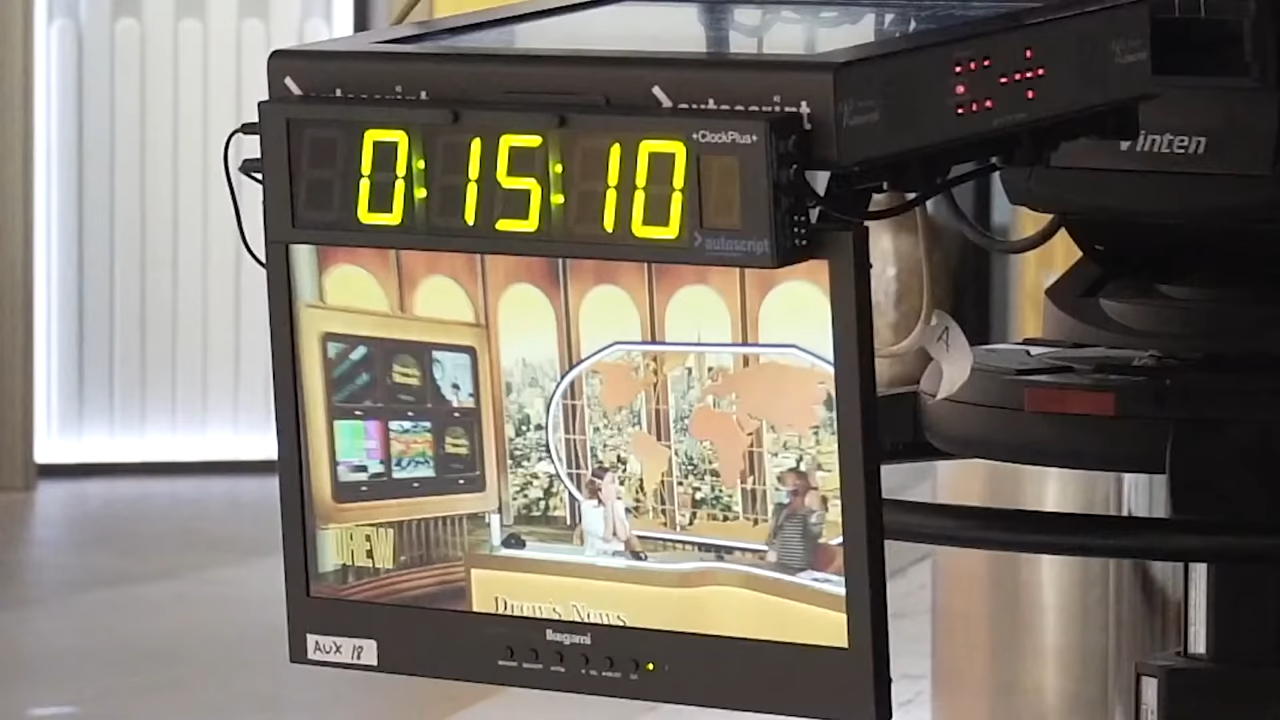 autoscript
autoscript
+ClockPlus+
0:15:10
autoscript
Vinten
A
DREW
Drew's News
Ikegami
AUX 18